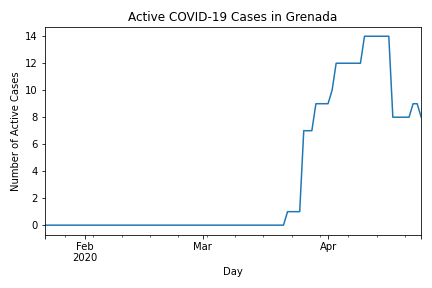 Active COVID-19 Cases in Grenada
Number of Active Cases
14
12
10
8
6
4
2
0
Feb
2020
Mar
Apr
Day